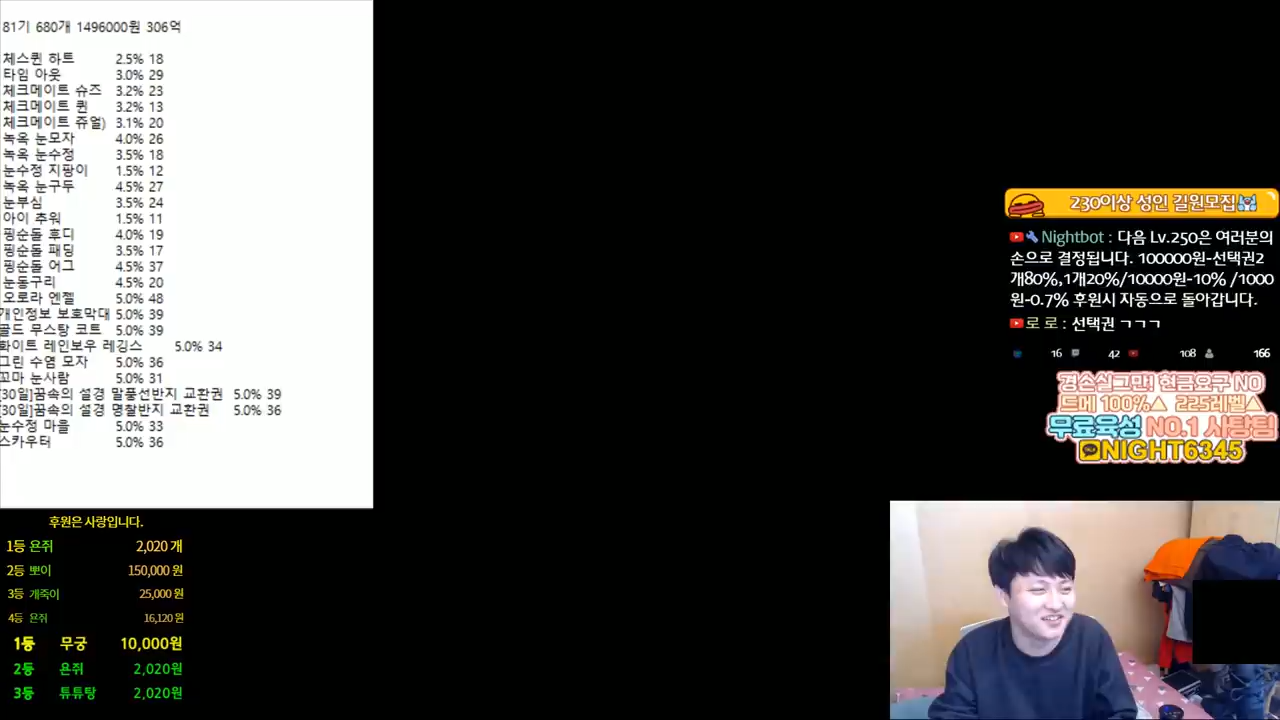 81기 680개 1496000원 306억
체스퀸 하트 2.5% 18
타임 아웃 3.0% 29
체크메이트 슈즈 3.2% 23
체크메이트 퀸 3.2% 13
체크메이트 쥬얼) 3.1% 20
녹옥 눈모자 4.0% 26
녹옥 눈수정 3.5% 18
눈수정 지팡이 1.5% 12
녹옥 눈구두 4.5% 27
눈부심 3.5% 24
아이 추워 1.5% 11
핑순돌 후디 4.0% 19
핑순돌 패딩 3.5% 17
핑순돌 어그 4.5% 37
눈동구리 4.5% 20
오로라 엔젤 5.0% 48
개인정보 보호막대 5.0% 39
골드 무스탕 코트 5.0% 39
화이트 레인보우 레깅스 5.0% 34
그린 수염 모자 5.0% 36
꼬마 눈사람 5.0% 31
[30일]꿈속의 설경 말풍선반지 교환권 5.0% 39
[30일]꿈속의 설경 명찰반지 교환권 5.0% 36
눈수정 마을 5.0% 33
스카우터 5.0% 36
후원은 사랑입니다.
1등 욘쥐 2,020 개
2등 뽀이 150,000 원
3등 개죽이 25,000 원
4등 욘쥐 16,120 원
1등 무궁 10,000원
2등 욘쥐 2,020원
3등 튜튜탕 2,020원
230이상 성인 길원모집
Nightbot : 다음 Lv.250은 여러분의
손으로 결정됩니다. 100000원-선택권2
개80%,1개20%/10000원-10% /1000
원-0.7% 후원시 자동으로 돌아갑니다.
로 로 : 선택권 ㄱㄱㄱ
16 42 108 166
겸손실그만! 현금요구 NO
드메 100%▲ 225레벨▲
무료육성 NO.1 사탕팀
NIGHT6345